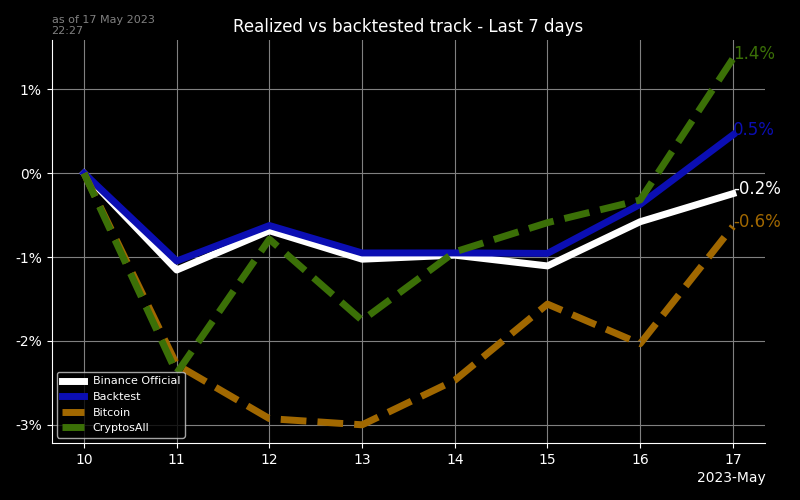 as of 17 May 2023
22:27
Realized vs backtested track - Last 7 days
1.4%
1%
0.5%
0%
-0.2%
-0.6%
-1%
-2%
-3%
Binance Official
Backtest
Bitcoin
CryptosAll
10 11 12 13 14 15 16 17
2023-May